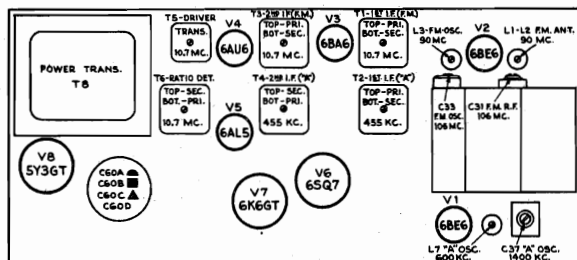 T5-DRIVER
TRANS.
10.7 MC.
V4
6AU6
T3-2ND I.F.(F.M.)
TOP-PRI.
BOT-SEC.
10.7 MC.
V3
6BA6
T1-1ST I.F.(F.M.)
TOP-PRI.
BOT.-SEC.
10.7 MC.
L3-FM-OSC.
90 MC
V2
6BE6
L1-L2 F.M. ANT.
90 MC.
POWER TRANS.
T8
T6-RATIO DET.
TOP-SEC.
BOT.-PRI.
10.7 MC.
V5
6AL5
T4-2ND I.F. ("A")
TOP-SEC.
BOT-PRI.
455 KC.
T2-1ST I.F. ("A")
TOP-SEC.
BOT.-PRI.
455 KC.
C33
F.M OSC.
106 MC.
C31 F.M. R.F.
106 MC.
V8
5Y3GT
C60A
C60B
C60C
C60D
V7
6K6GT
V6
6SQ7
V1
6BE6
L7 "A" OSC.
600 KC.
C37 "A" OSC.
1400 KC.